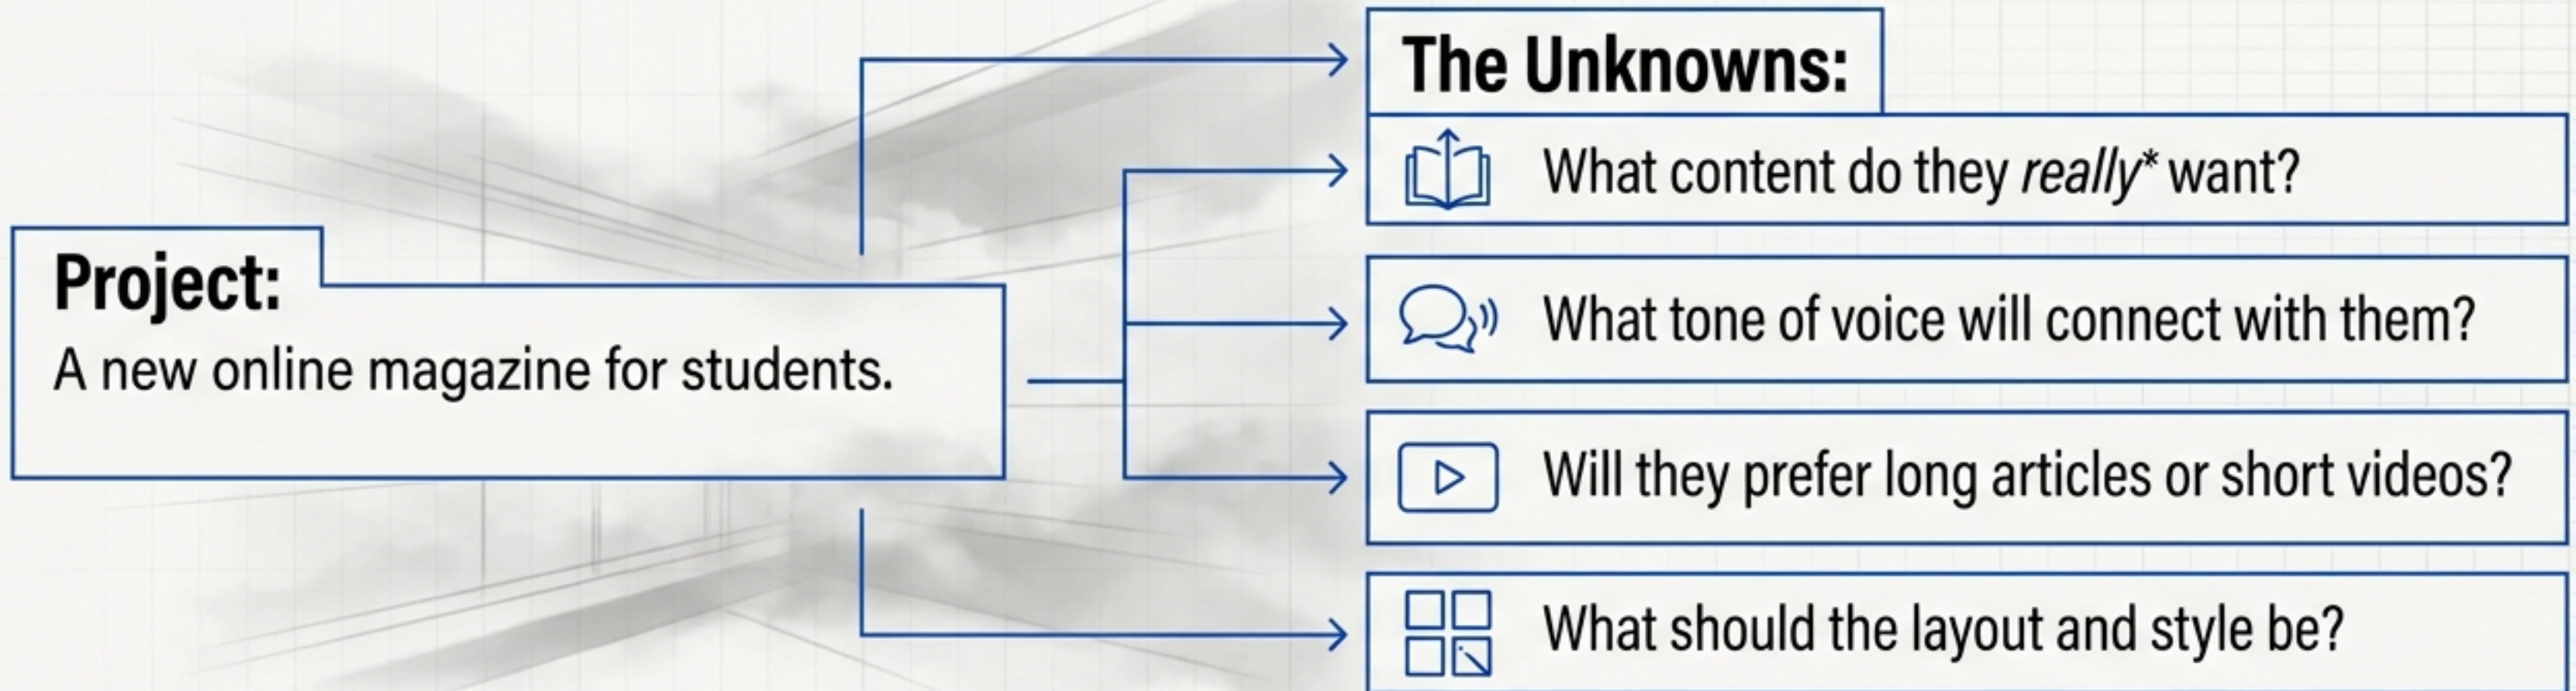 Project:
A new online magazine for students.
The Unknowns:
What content do they really* want?
What tone of voice will connect with them?
Will they prefer long articles or short videos?
What should the layout and style be?